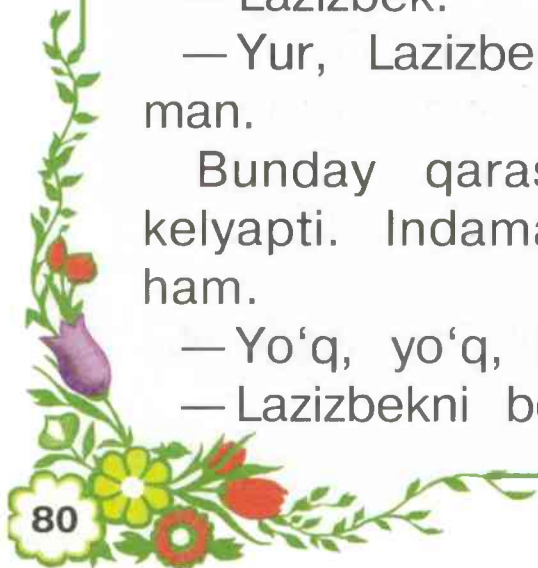 — Lazizbek.
— Yur, Lazizbe
man.
Bunday qaras
kelyapti. Indama
ham.
— Yo‘q, yo‘q,
— Lazizbekni b
80